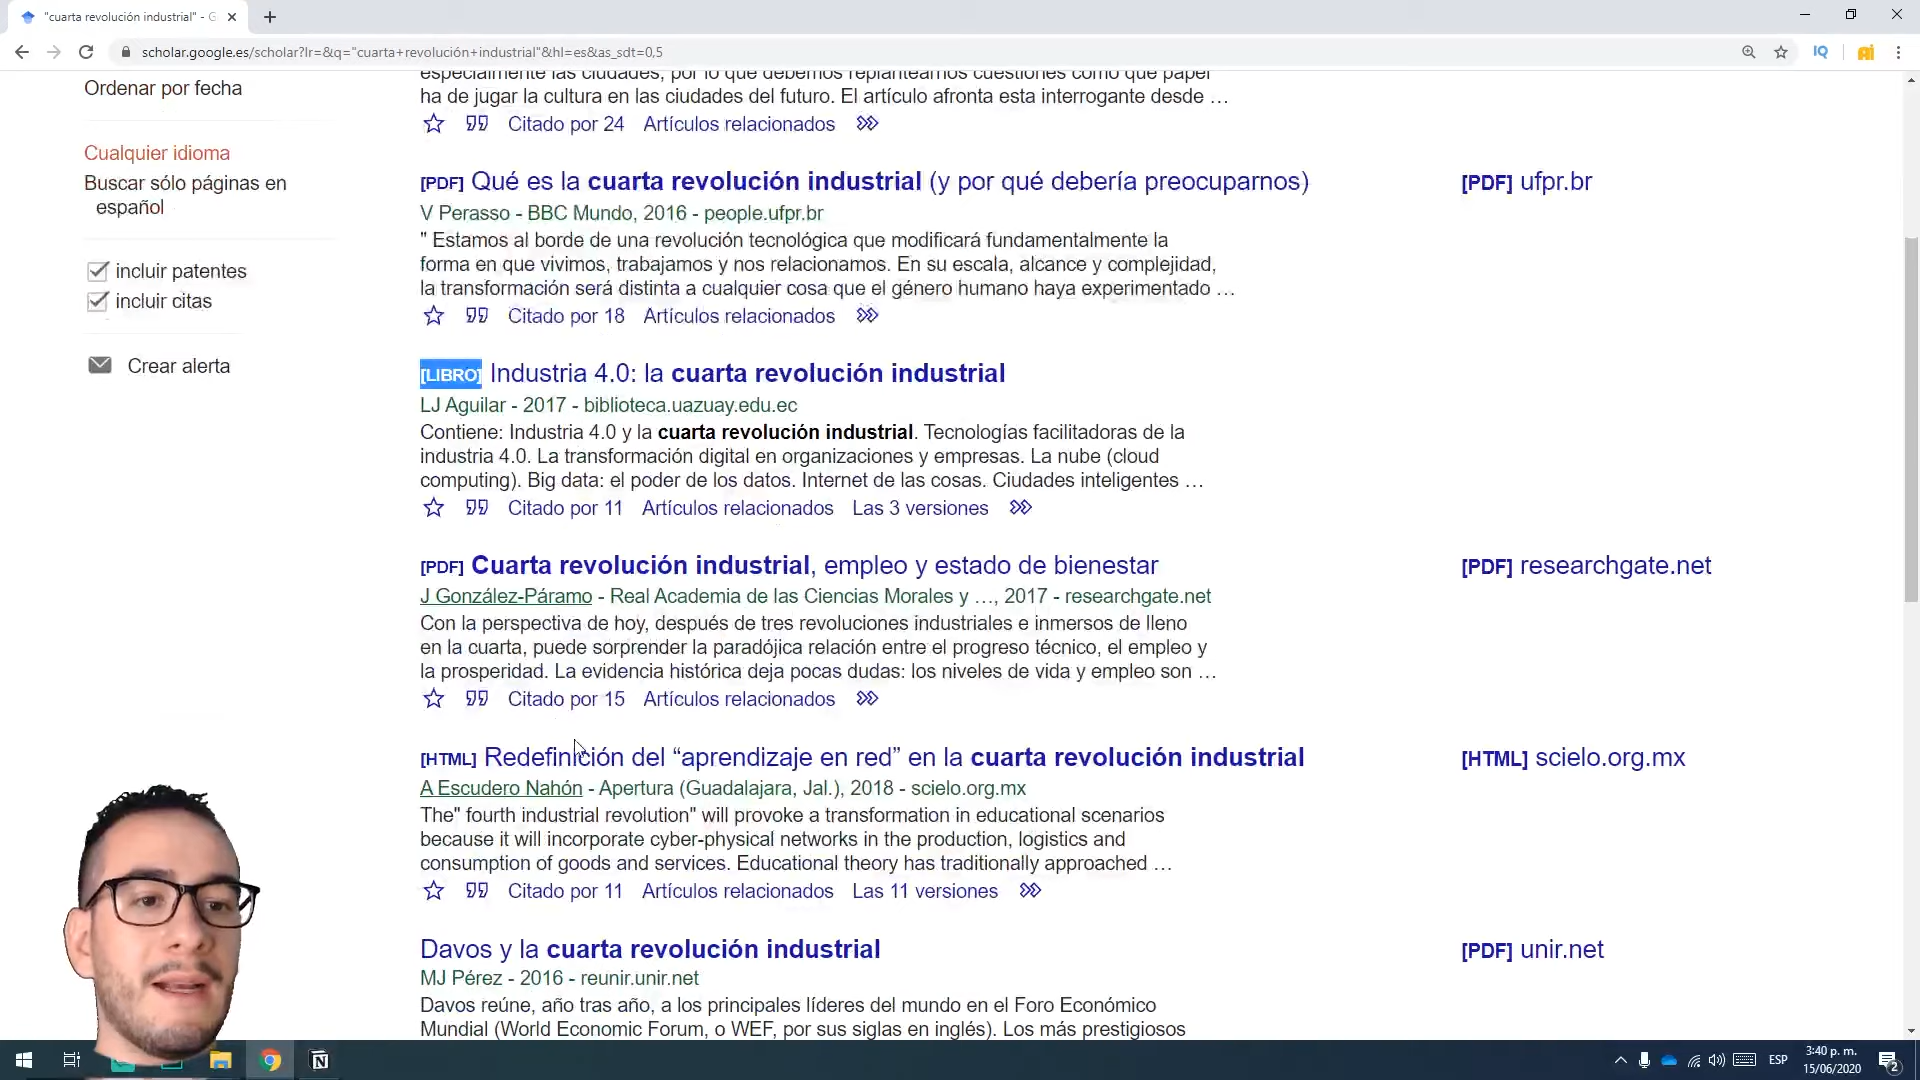 "cuarta revolución industrial" - G
scholar.google.es/scholar?lr=&q="cuarta+revolución+industrial"&hl=es&as_sdt=0,5
Ordenar por fecha
Cualquier idioma
Buscar sólo páginas en
español
incluir patentes
incluir citas
Crear alerta
especialmente las ciudades, por lo que debemos replantearnos cuestiones como qué papel
ha de jugar la cultura en las ciudades del futuro. El artículo afronta esta interrogante desde …
Citado por 24 Artículos relacionados
[PDF] Qué es la cuarta revolución industrial (y por qué debería preocuparnos)
[PDF] ufpr.br
V Perasso - BBC Mundo, 2016 - people.ufpr.br
" Estamos al borde de una revolución tecnológica que modificará fundamentalmente la
forma en que vivimos, trabajamos y nos relacionamos. En su escala, alcance y complejidad,
la transformación será distinta a cualquier cosa que el género humano haya experimentado …
Citado por 18 Artículos relacionados
[LIBRO] Industria 4.0: la cuarta revolución industrial
LJ Aguilar - 2017 - biblioteca.uazuay.edu.ec
Contiene: Industria 4.0 y la cuarta revolución industrial. Tecnologías facilitadoras de la
industria 4.0. La transformación digital en organizaciones y empresas. La nube (cloud
computing). Big data: el poder de los datos. Internet de las cosas. Ciudades inteligentes …
Citado por 11 Artículos relacionados Las 3 versiones
[PDF] Cuarta revolución industrial, empleo y estado de bienestar
[PDF] researchgate.net
J González-Páramo - Real Academia de las Ciencias Morales y …, 2017 - researchgate.net
Con la perspectiva de hoy, después de tres revoluciones industriales e inmersos de lleno
en la cuarta, puede sorprender la paradójica relación entre el progreso técnico, el empleo y
la prosperidad. La evidencia histórica deja pocas dudas: los niveles de vida y empleo son …
Citado por 15 Artículos relacionados
[HTML] Redefinición del “aprendizaje en red” en la cuarta revolución industrial
[HTML] scielo.org.mx
A Escudero Nahón - Apertura (Guadalajara, Jal.), 2018 - scielo.org.mx
The" fourth industrial revolution" will provoke a transformation in educational scenarios
because it will incorporate cyber-physical networks in the production, logistics and
consumption of goods and services. Educational theory has traditionally approached …
Citado por 11 Artículos relacionados Las 11 versiones
Davos y la cuarta revolución industrial
[PDF] unir.net
MJ Pérez - 2016 - reunir.unir.net
Davos reúne, año tras año, a los principales líderes del mundo en el Foro Económico
Mundial (World Economic Forum, o WEF, por sus siglas en inglés). Los más prestigiosos
ESP
3:40 p. m.
15/06/2020
2